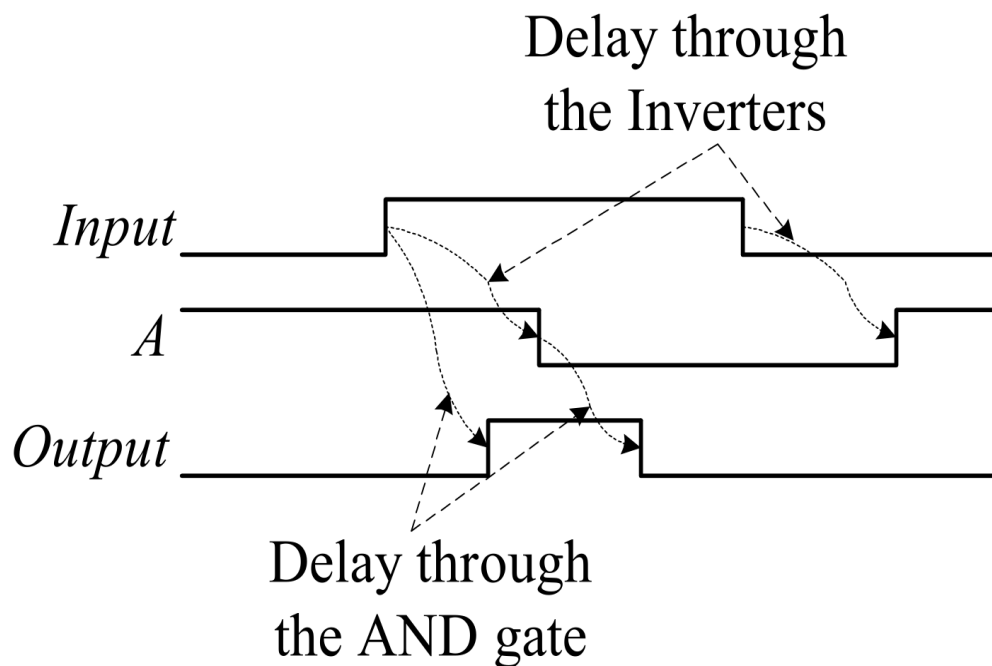 Delay through
the Inverters
Input
A
Output
Delay through
the AND gate